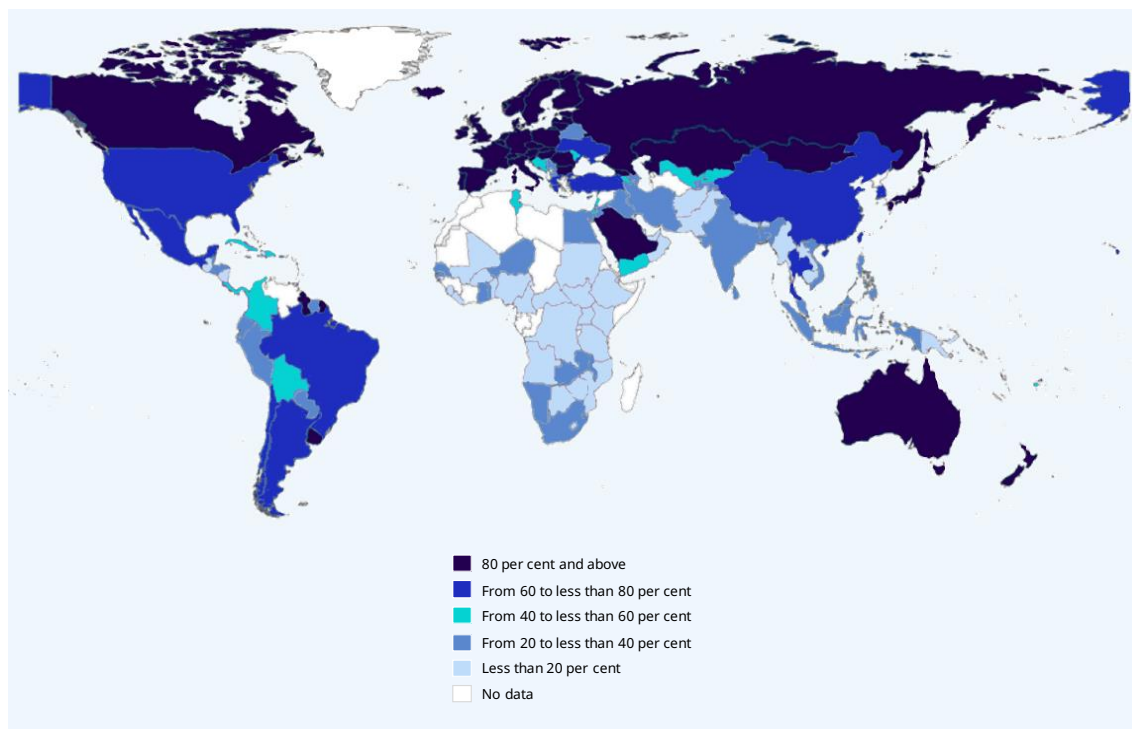 80 per cent and above
From 60 to less than 80 per cent
From 40 to less than 60 per cent
From 20 to less than 40 per cent
Less than 20 per cent
No data